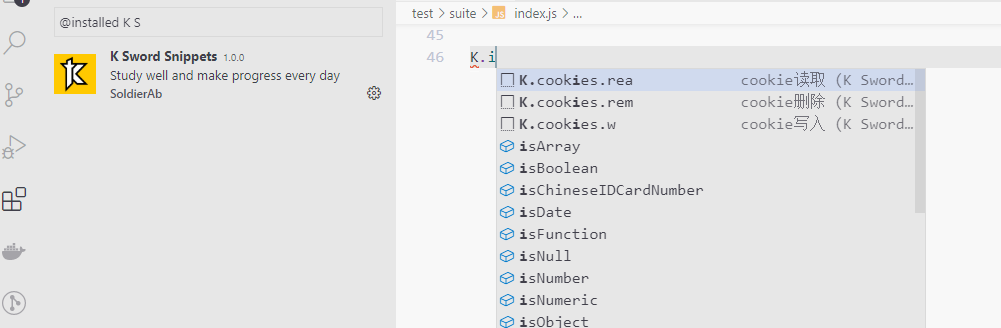 @installed K S
K Sword Snippets 1.0.0
Study well and make progress every day
SoldierAb
test › suite › JS index.js › ...
45
46 K.i
K.cookies.rea cookie读取 (K Sword…
K.cookies.rem cookie删除 (K Sword…
K.cookies.w cookie写入 (K Sword…
isArray
isBoolean
isChineseIDCardNumber
isDate
isFunction
isNull
isNumber
isNumeric
isObject